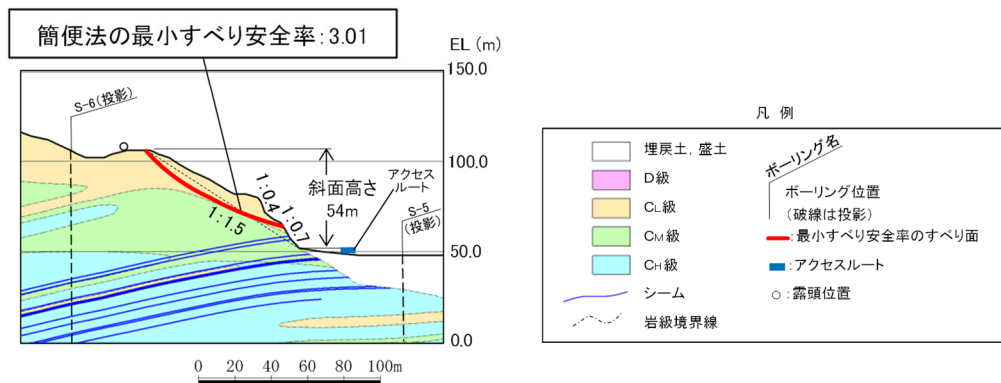 簡便法の最小すべり安全率:3.01
EL (m)
150.0
S-6(投影)
100.0
斜面高さ
54m
アクセス
ルート
1:0.4
1:0.7
1:1.5
S-5
(投影)
50.0
0.0
0 20 40 60 80 100m
凡 例
埋戻土, 盛土
D級
CL級
CM級
CH級
シーム
岩級境界線
ボーリング名
ボーリング位置
(破線は投影)
:最小すべり安全率のすべり面
:アクセスルート
:露頭位置